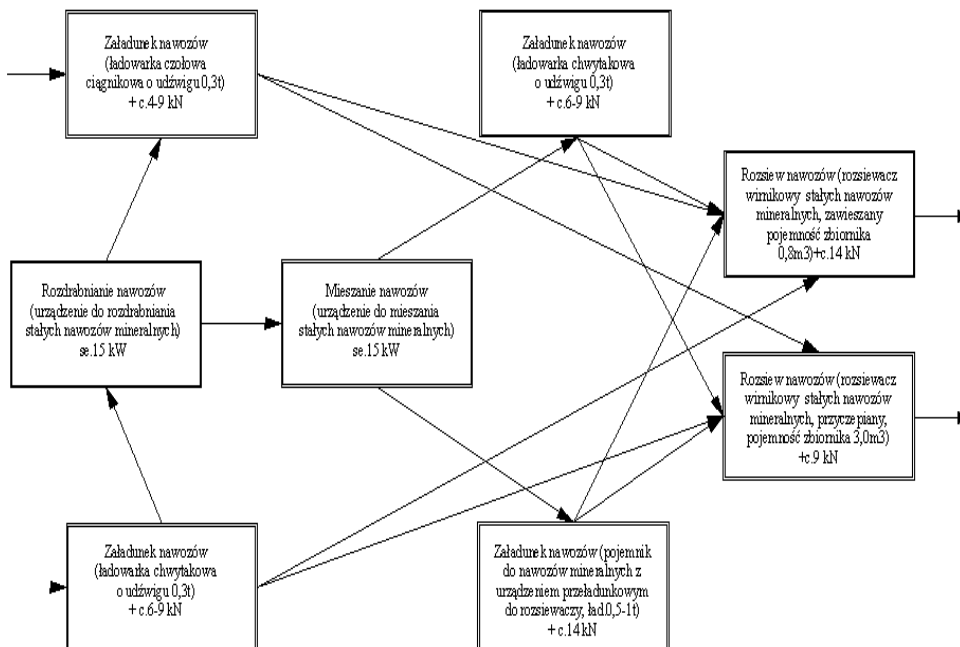 Załadunek nawozów
(ładowarka czołowa
ciągnikowa o udźwigu 0,3t)
+ c.4-9 kN
Załadunek nawozów
(ładowarka chwytakowa
o udźwigu 0,3t)
+ c.6-9 kN
Rozsiew nawozów (rozsiewacz
wirnikowy stałych nawozów
mineralnych, zawieszany
pojemność zbiornika
0,8m3)+c.14 kN
Rozdrabnianie nawozów
(urządzenie do rozdrabniania
stałych nawozów mineralnych)
se.15 kW
Mieszanie nawozów
(urządzenie do mieszania
stałych nawozów mineralnych)
se.15 kW
Rozsiew nawozów (rozsiewacz
wirnikowy stałych nawozów
mineralnych, przyczepiany,
pojemność zbiornika 3,0m3)
+c.9 kN
Załadunek nawozów
(ładowarka chwytakowa
o udźwigu 0,3t)
+ c.6-9 kN
Załadunek nawozów (pojemnik
do nawozów mineralnych z
urządzeniem przeładunkowym
do rozsiewaczy, ład.0,5-1t)
+ c.14 kN